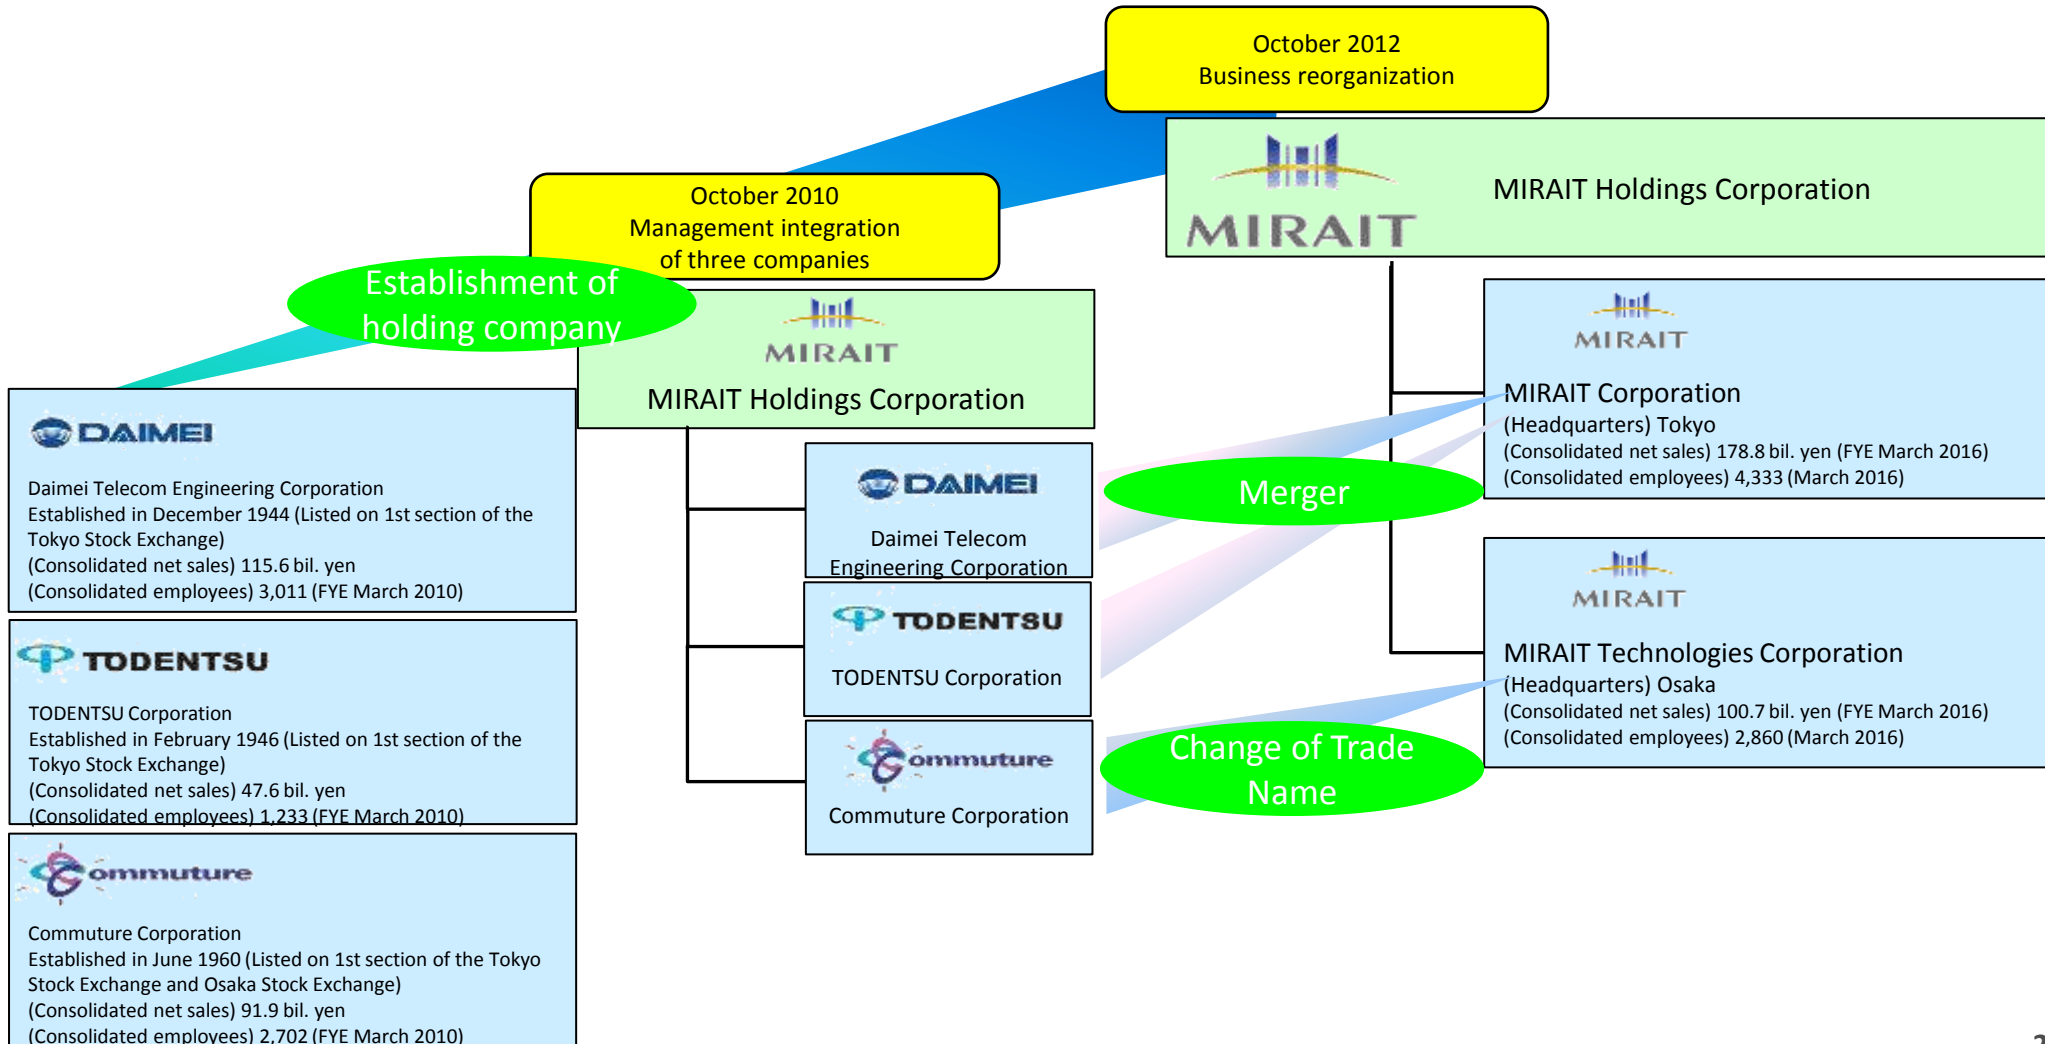 October 2012
Business reorganization
MIRAIT
MIRAIT Holdings Corporation
October 2010
Management integration
of three companies
Establishment of
holding company
MIRAIT
MIRAIT Holdings Corporation
DAIMEI
Daimei Telecom Engineering Corporation
Established in December 1944 (Listed on 1st section of the
Tokyo Stock Exchange)
(Consolidated net sales) 115.6 bil. yen
(Consolidated employees) 3,011 (FYE March 2010)
TODENTSU
TODENTSU Corporation
Established in February 1946 (Listed on 1st section of the
Tokyo Stock Exchange)
(Consolidated net sales) 47.6 bil. yen
(Consolidated employees) 1,233 (FYE March 2010)
Commuture
Commuture Corporation
Established in June 1960 (Listed on 1st section of the Tokyo
Stock Exchange and Osaka Stock Exchange)
(Consolidated net sales) 91.9 bil. yen
(Consolidated employees) 2,702 (FYE March 2010)
DAIMEI
Daimei Telecom
Engineering Corporation
TODENTSU
TODENTSU Corporation
Commuture
Commuture Corporation
Merger
Change of Trade
Name
MIRAIT
MIRAIT Corporation
(Headquarters) Tokyo
(Consolidated net sales) 178.8 bil. yen (FYE March 2016)
(Consolidated employees) 4,333 (March 2016)
MIRAIT
MIRAIT Technologies Corporation
(Headquarters) Osaka
(Consolidated net sales) 100.7 bil. yen (FYE March 2016)
(Consolidated employees) 2,860 (March 2016)
2